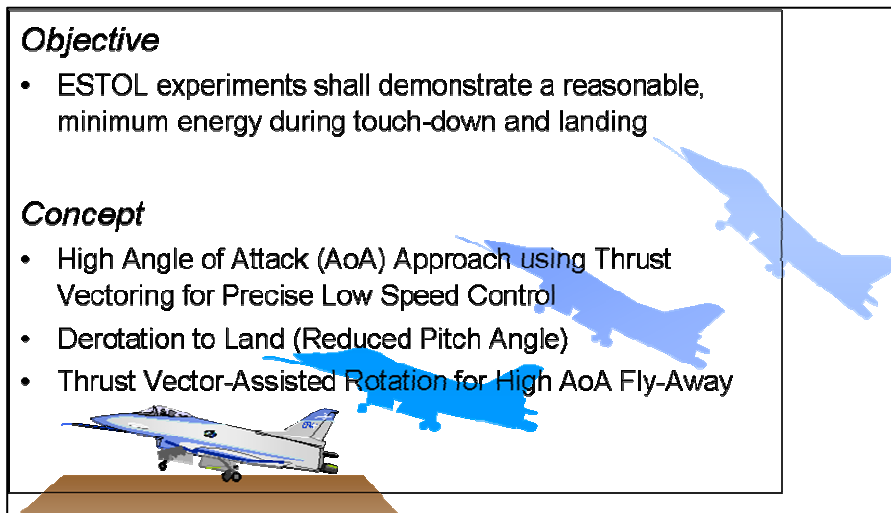 Objective
• ESTOL experiments shall demonstrate a reasonable,
minimum energy during touch-down and landing
Concept
• High Angle of Attack (AoA) Approach using Thrust
Vectoring for Precise Low Speed Control
• Derotation to Land (Reduced Pitch Angle)
• Thrust Vector-Assisted Rotation for High AoA Fly-Away